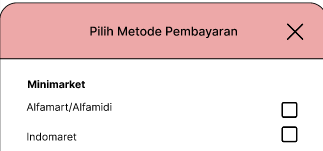 Pilih Metode Pembayaran
Minimarket
Alfamart/Alfamidi
Indomaret